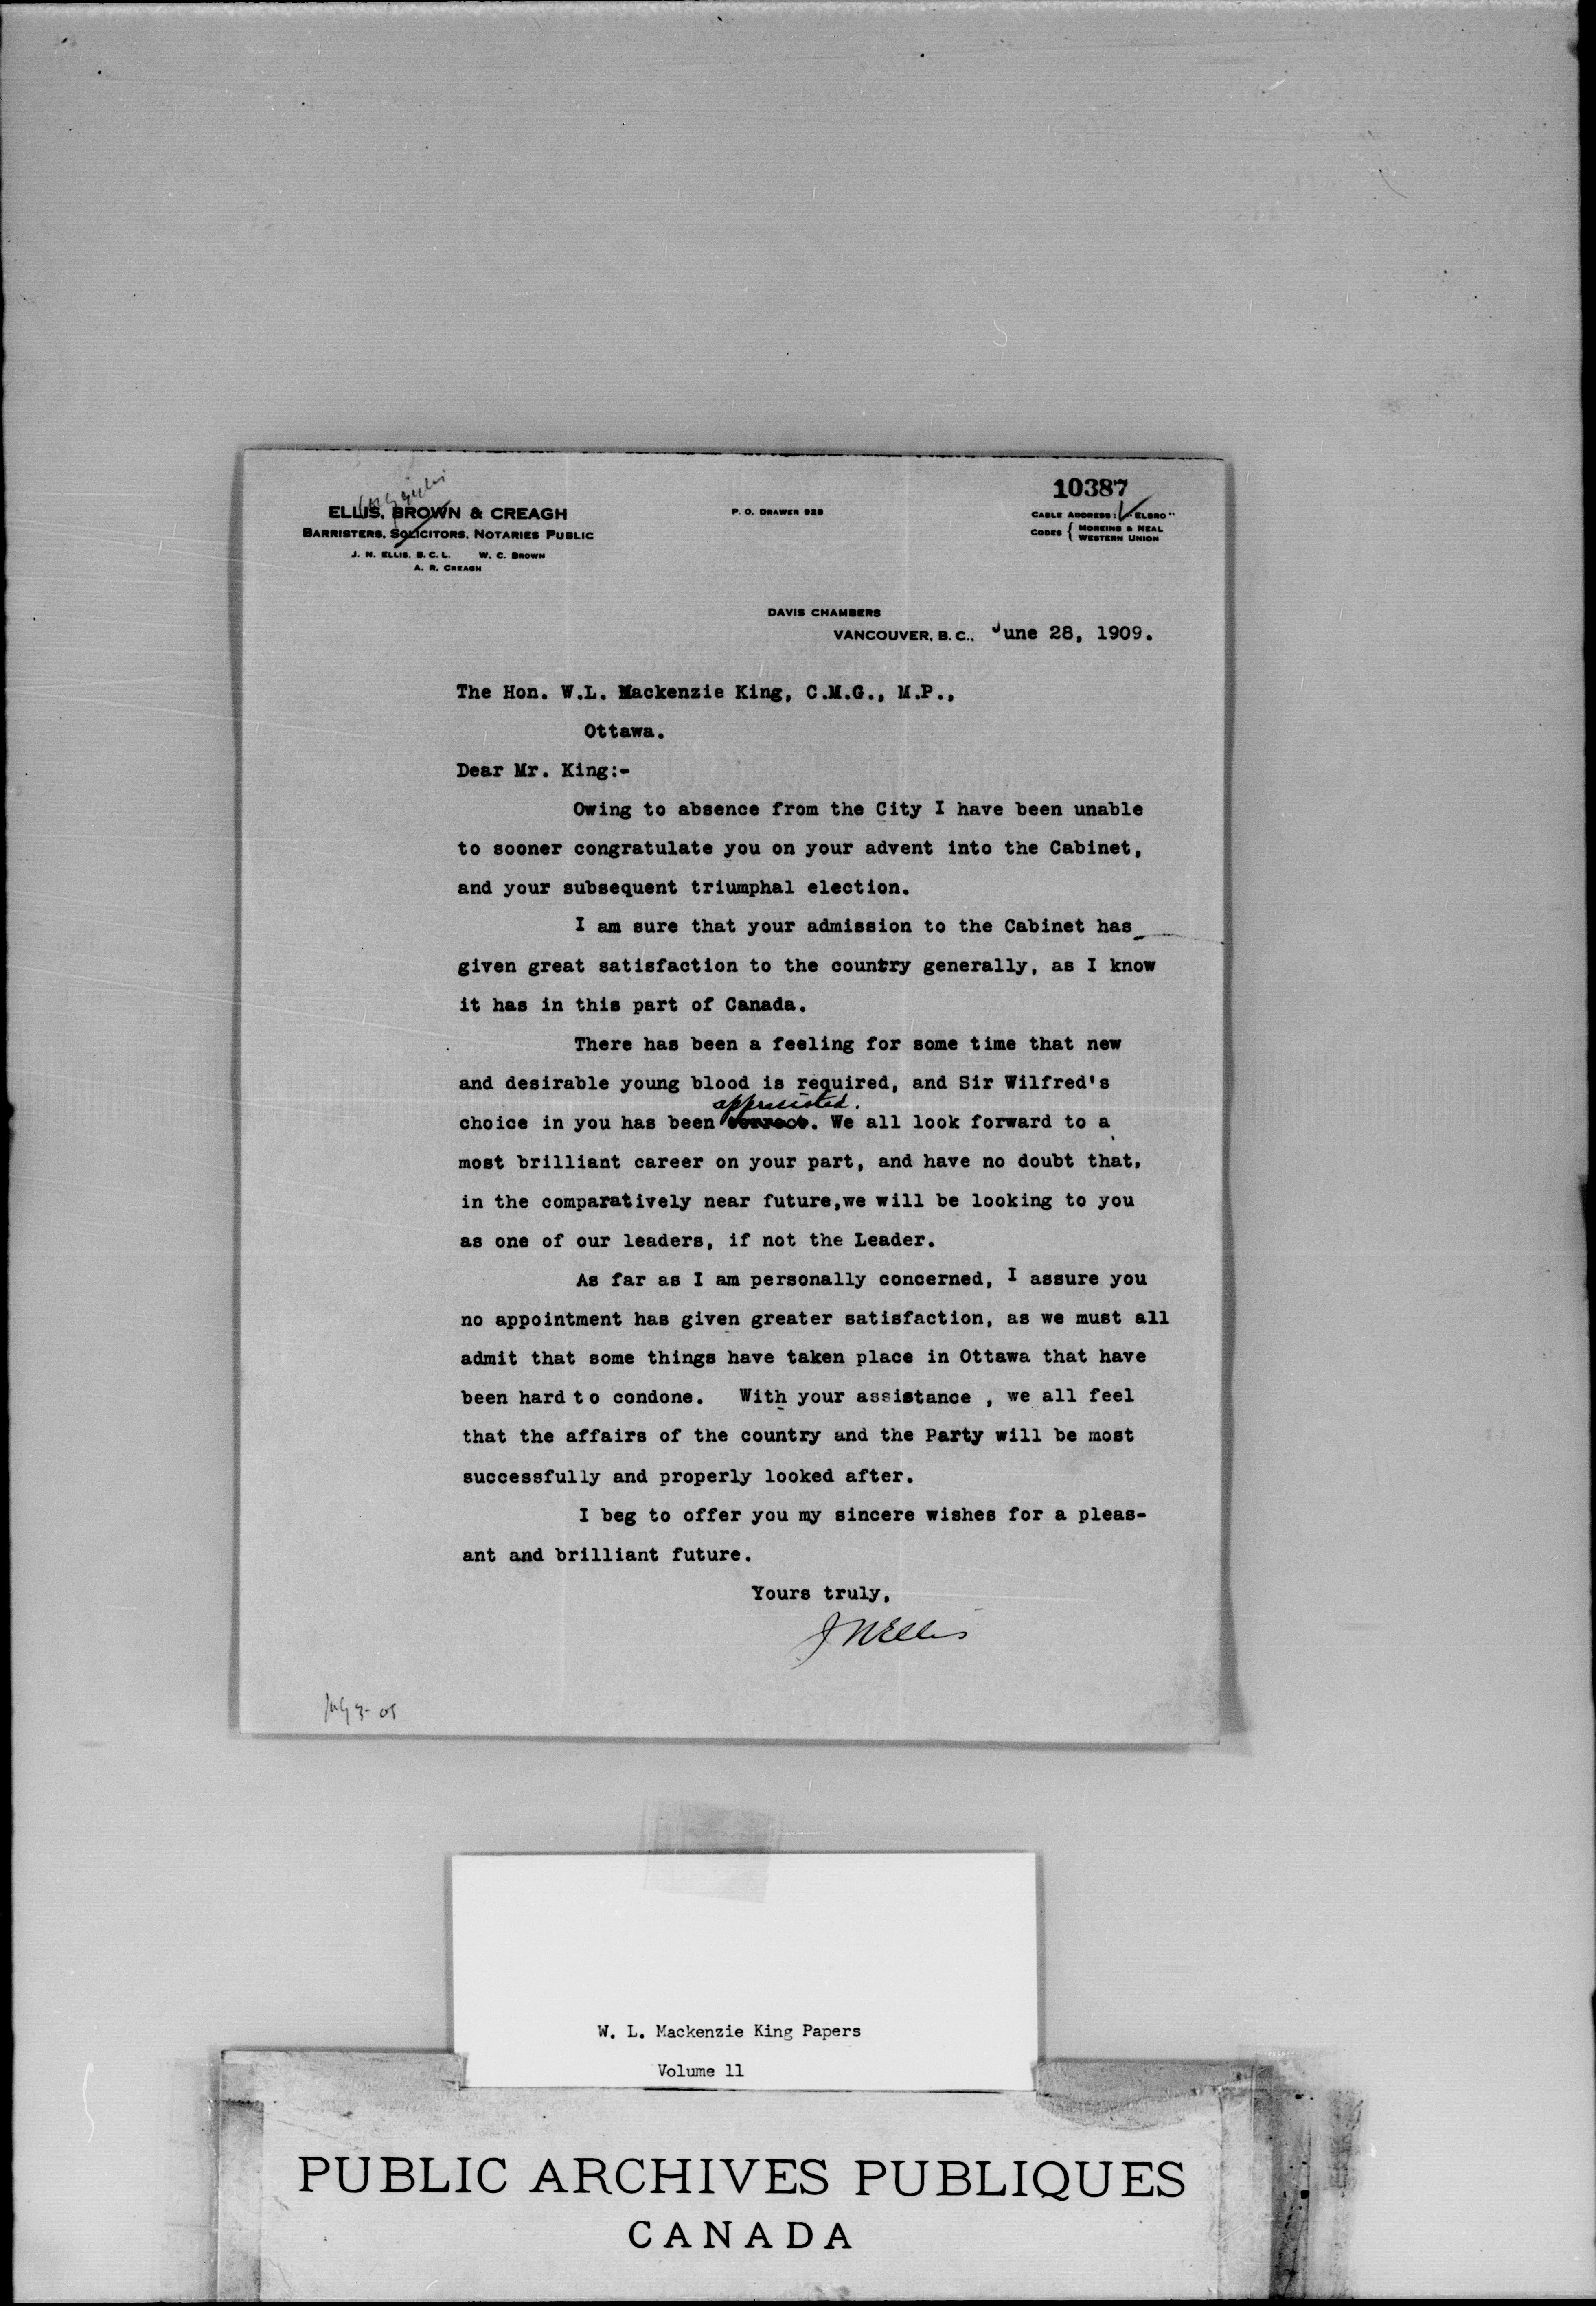 10387
ELLIS, BROWN & CREAGH
BARRISTERS, SOLICITORS, NOTARIES PUBLIC
J. N. ELLIS, B.C.L. W. C. BROWN
A. R. CREAGH
P. O. DRAWER 928
CABLE ADDRESS: "ELBRO"
CODES { MOREING & NEAL
WESTERN UNION
DAVIS CHAMBERS
VANCOUVER, B.C., June 28, 1909.
The Hon. W.L. Mackenzie King, C.M.G., M.P.,
Ottawa.
Dear Mr. King:-
Owing to absence from the City I have been unable
to sooner congratulate you on your advent into the Cabinet,
and your subsequent triumphal election.
I am sure that your admission to the Cabinet has
given great satisfaction to the country generally, as I know
it has in this part of Canada.
There has been a feeling for some time that new
and desirable young blood is required, and Sir Wilfred's
appreciated.
choice in you has been correct. We all look forward to a
most brilliant career on your part, and have no doubt that,
in the comparatively near future,we will be looking to you
as one of our leaders, if not the Leader.
As far as I am personally concerned, I assure you
no appointment has given greater satisfaction, as we must all
admit that some things have taken place in Ottawa that have
been hard to condone. With your assistance , we all feel
that the affairs of the country and the Party will be most
successfully and properly looked after.
I beg to offer you my sincere wishes for a pleas-
ant and brilliant future.
Yours truly,
J N Ellis
July 3-09
W. L. Mackenzie King Papers
Volume 11
PUBLIC ARCHIVES PUBLIQUES
CANADA